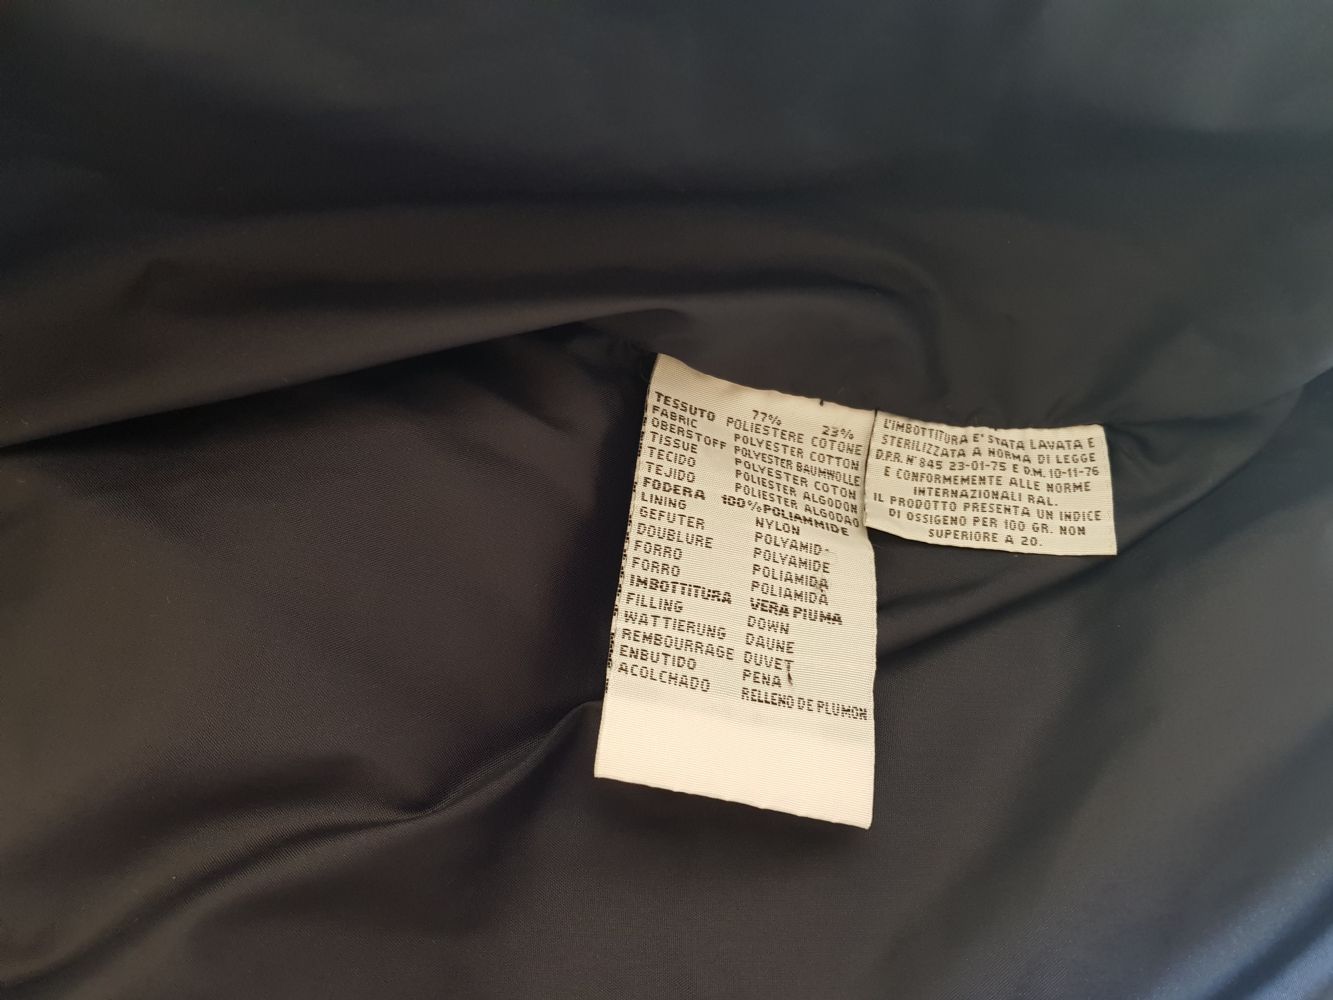 77% 23%
TESSUTO POLIESTERE COTONE
FABRIC POLYESTER COTTON
OBERSTOFF POLYESTER BAUMWOLLE
TISSUE POLYESTER COTON
TECIDO POLIESTER ALGODON
TEJIDO POLIESTER ALGODAO
FODERA 100% POLIAMMIDE
LINING NYLON
GEFUTER POLYAMID
DOUBLURE POLYAMIDE
FORRO POLIAMIDA
FORRO POLIAMIDA
IMBOTTITURA VERA PIUMA
FILLING DOWN
WATTIERUNG DAUNE
REMBOURRAGE DUVET
ENBUTIDO PENA
ACOLCHADO RELLENO DE PLUMON
L'IMBOTTITURA E' STATA LAVATA E
STERILIZZATA A NORMA DI LEGGE
D.P.R. N° 845 23-01-75 E D.M. 10-11-76
E CONFORMEMENTE ALLE NORME
INTERNAZIONALI RAL.
IL PRODOTTO PRESENTA UN INDICE
DI OSSIGENO PER 100 GR. NON
SUPERIORE A 20.